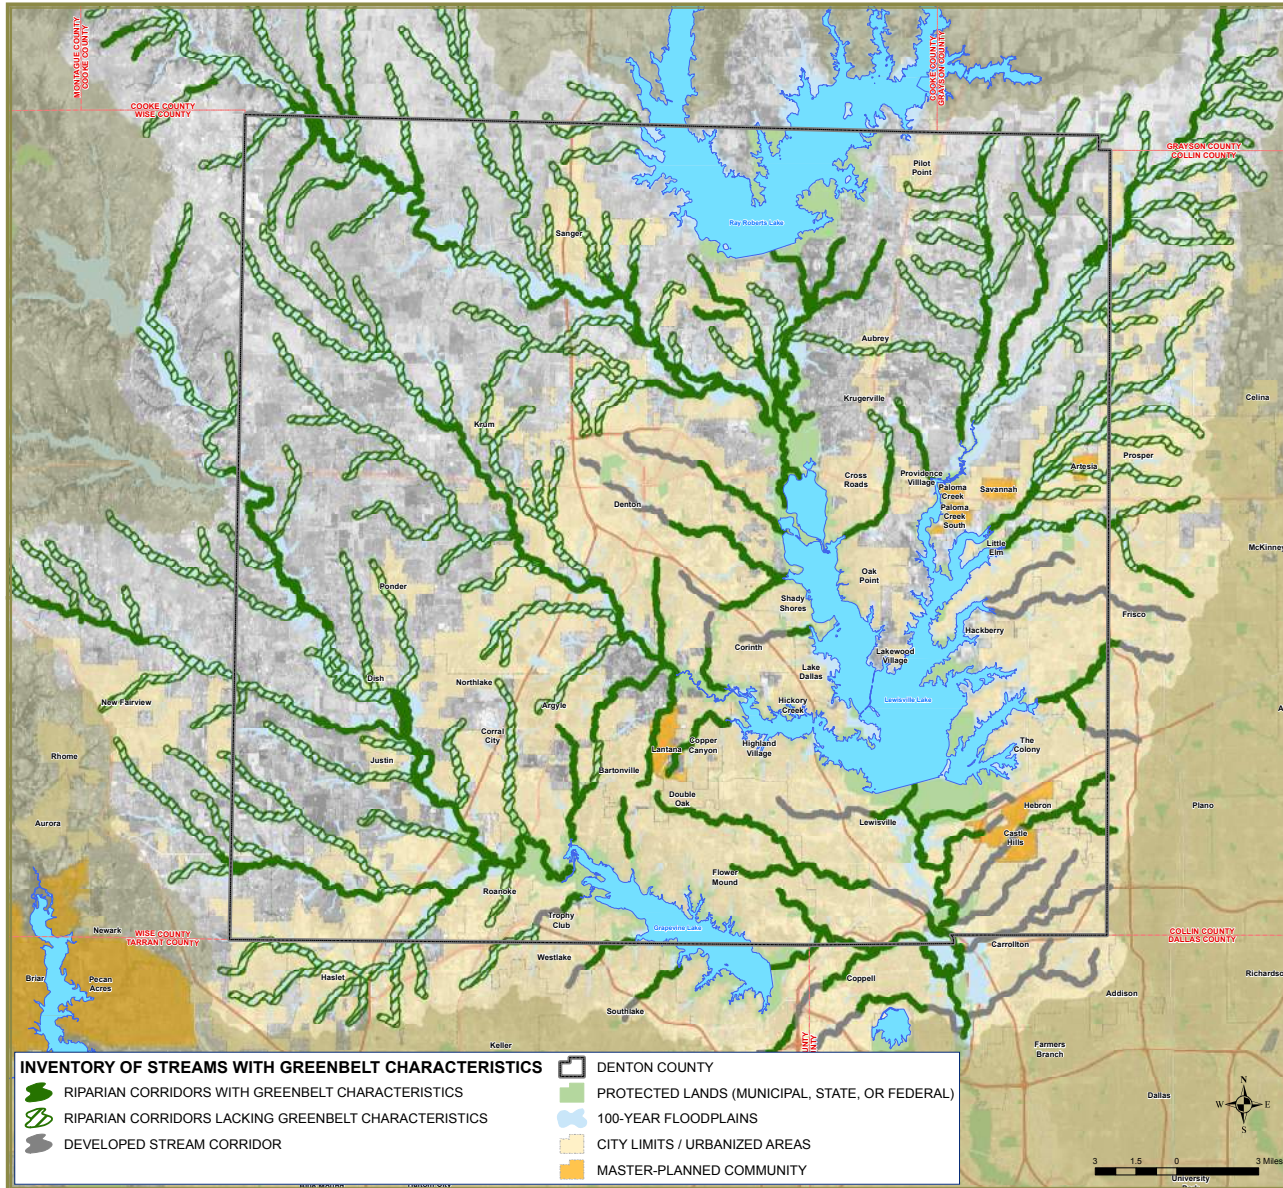 MONTAGUE COUNTY
COOKE COUNTY
COOKE COUNTY
WISE COUNTY
COOKE COUNTY
GRAYSON COUNTY
GRAYSON COUNTY
COLLIN COUNTY
Pilot
Point
Ray Roberts Lake
Sanger
Aubrey
Krugerville
Celina
Krum
Cross
Roads
Providence
Village
Artesia
Prosper
Savannah
Paloma
Creek
Paloma
Creek
South
Denton
Little
Elm
McKinney
Oak
Point
Ponder
Shady
Shores
Frisco
Hackberry
Corinth
Lakewood
Village
Lake
Dallas
Dish
Northlake
New Fairview
Argyle
Hickory
Creek
Lewisville Lake
Corral
City
Copper
Canyon
Highland
Village
The
Colony
Lantana
Rhome
Justin
Bartonville
Double
Oak
Hebron
Plano
Aurora
Lewisville
Castle
Hills
Flower
Mound
Roanoke
Trophy
Club
Grapevine Lake
Newark
WISE COUNTY
TARRANT COUNTY
COLLIN COUNTY
DALLAS COUNTY
Carrollton
Westlake
Briar
Pecan
Acres
Haslet
Coppell
Richardson
Addison
Southlake
Keller
Farmers
Branch
Dallas
INVENTORY OF STREAMS WITH GREENBELT CHARACTERISTICS
RIPARIAN CORRIDORS WITH GREENBELT CHARACTERISTICS
RIPARIAN CORRIDORS LACKING GREENBELT CHARACTERISTICS
DEVELOPED STREAM CORRIDOR
DENTON COUNTY
PROTECTED LANDS (MUNICIPAL, STATE, OR FEDERAL)
100-YEAR FLOODPLAINS
CITY LIMITS / URBANIZED AREAS
MASTER-PLANNED COMMUNITY
N
W E
S
3 1.5 0 3 Miles
University